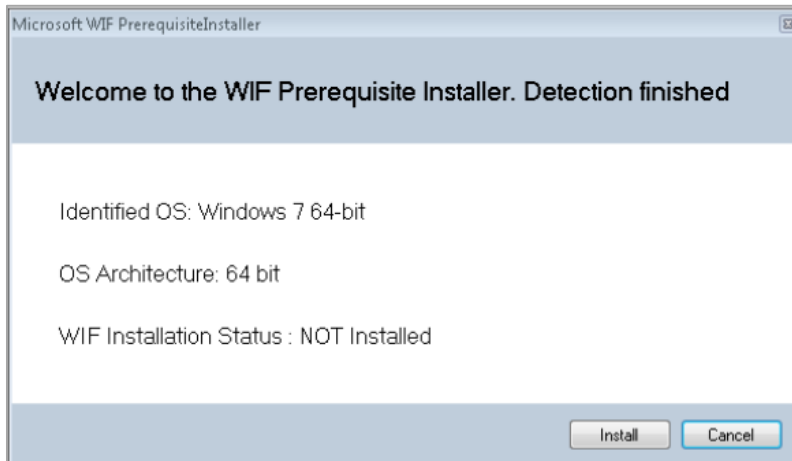 Microsoft WIF PrerequisiteInstaller
Welcome to the WIF Prerequisite Installer. Detection finished
Identified OS: Windows 7 64-bit
OS Architecture: 64 bit
WIF Installation Status : NOT Installed
Install
Cancel